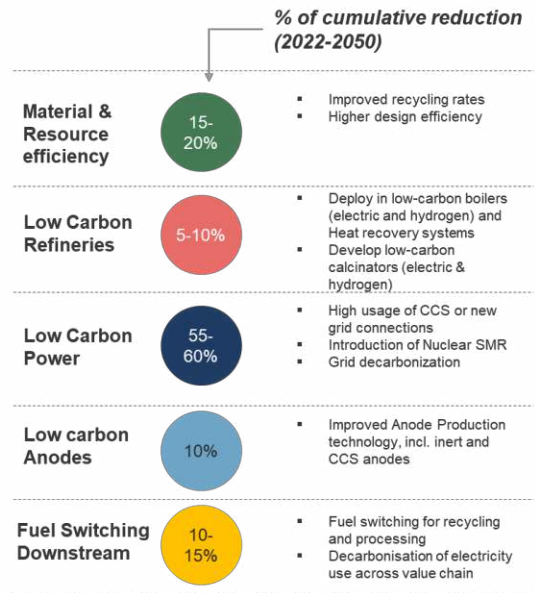 % of cumulative reduction
(2022-2050)
Material &
Resource
efficiency
15-
20%
▪ Improved recycling rates
▪ Higher design efficiency
Low Carbon
Refineries
5-10%
▪ Deploy in low-carbon boilers
(electric and hydrogen) and
Heat recovery systems
▪ Develop low-carbon
calcinators (electric &
hydrogen)
Low Carbon
Power
55-
60%
▪ High usage of CCS or new
grid connections
▪ Introduction of Nuclear SMR
▪ Grid decarbonization
Low carbon
Anodes
10%
▪ Improved Anode Production
technology, incl. inert and
CCS anodes
Fuel Switching
Downstream
10-
15%
▪ Fuel switching for recycling
and processing
▪ Decarbonisation of electricity
use across value chain